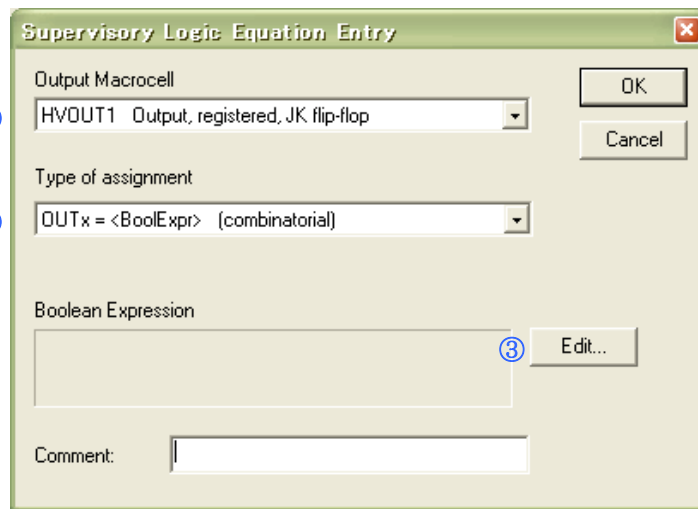 Supervisory Logic Equation Entry
Output Macrocell
HVOUT1 Output, registered, JK flip-flop
OK
Cancel
Type of assignment
OUTx = <BoolExpr> (combinatorial)
Boolean Expression
③ Edit...
Comment: